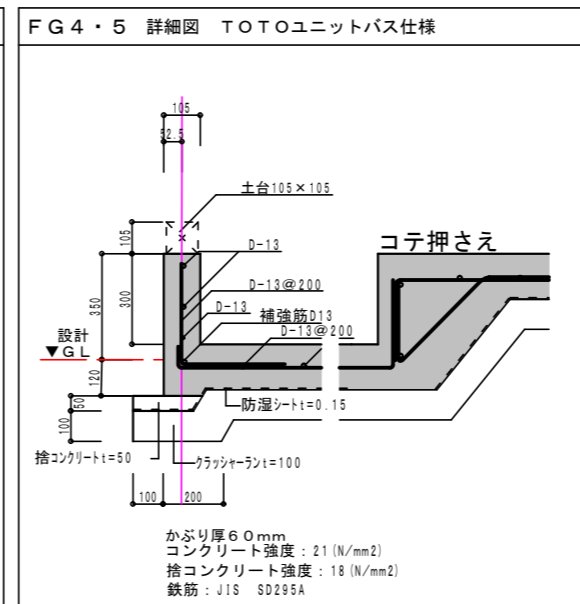 FG4・5 詳細図 TOTOユニットバス仕様
105
52.5
土台105×105
105
D-13
コテ押さえ
350
300
D-13@200
D-13
補強筋D13
設計
▼GL
D-13@200
120
防湿シートt=0.15
50
100
捨コンクリートt=50
クラッシャーランt=100
100
200
かぶり厚60mm
コンクリート強度：21(N/mm2)
捨コンクリート強度：18(N/mm2)
鉄筋：JIS SD295A